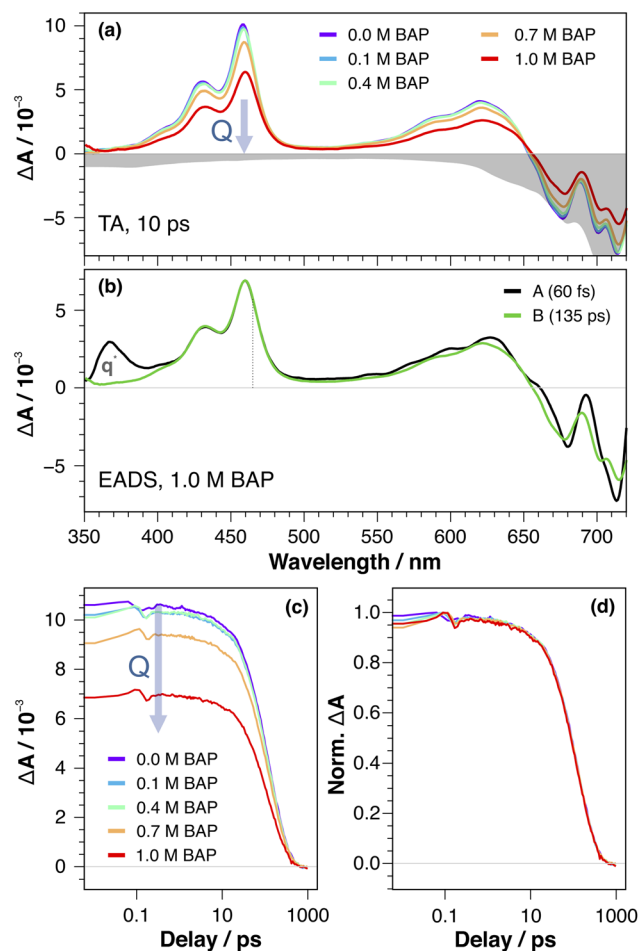 (a)
0.0 M BAP
0.1 M BAP
0.4 M BAP
0.7 M BAP
1.0 M BAP
10
5
0
−5
ΔA / 10⁻³
Q
TA, 10 ps
(b)
A (60 fs)
B (135 ps)
5
0
−5
ΔA / 10⁻³
q*
EADS, 1.0 M BAP
350 400 450 500 550 600 650 700
Wavelength / nm
(c)
10
8
6
4
2
0
ΔA / 10⁻³
Q
0.0 M BAP
0.1 M BAP
0.4 M BAP
0.7 M BAP
1.0 M BAP
0.1 10 1000
Delay / ps
(d)
1.0
0.8
0.6
0.4
0.2
0.0
Norm. ΔA
0.1 10 1000
Delay / ps